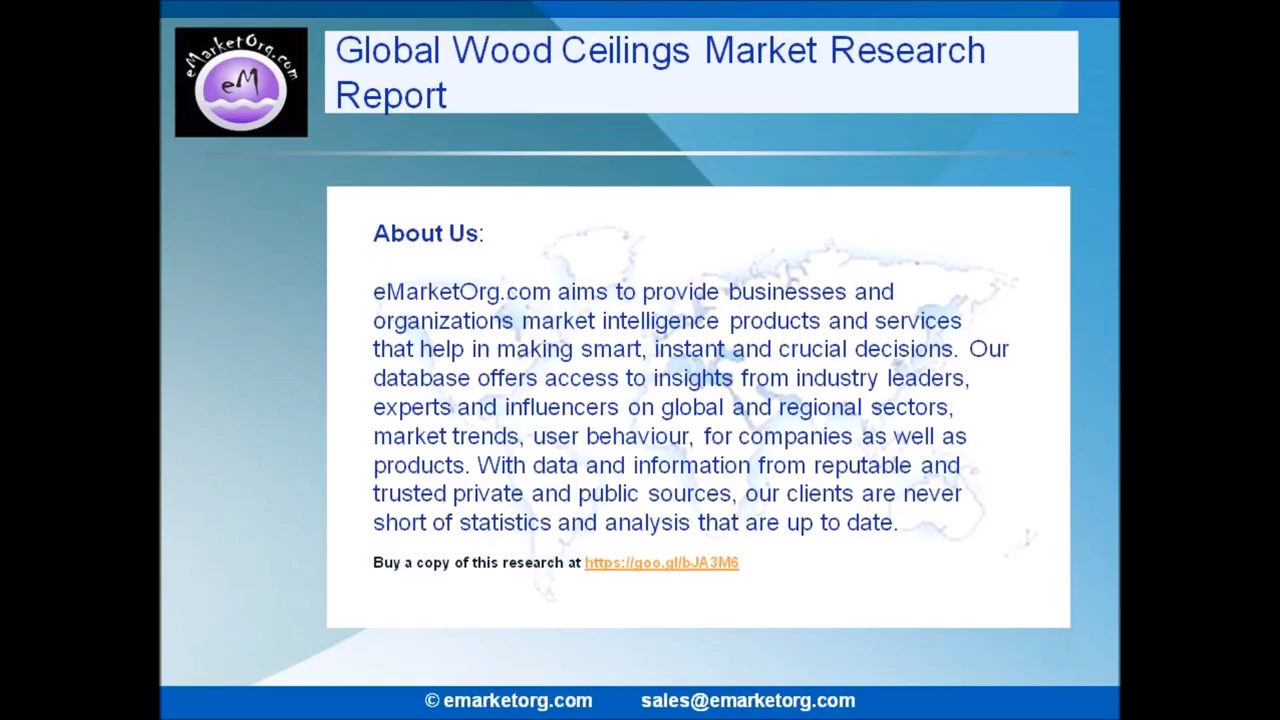 eMarketOrg.com
eM
Global Wood Ceilings Market Research
Report
About Us:
eMarketOrg.com aims to provide businesses and
organizations market intelligence products and services
that help in making smart, instant and crucial decisions. Our
database offers access to insights from industry leaders,
experts and influencers on global and regional sectors,
market trends, user behaviour, for companies as well as
products. With data and information from reputable and
trusted private and public sources, our clients are never
short of statistics and analysis that are up to date.
Buy a copy of this research at https://goo.gl/bJA3M6
© emarketorg.com sales@emarketorg.com